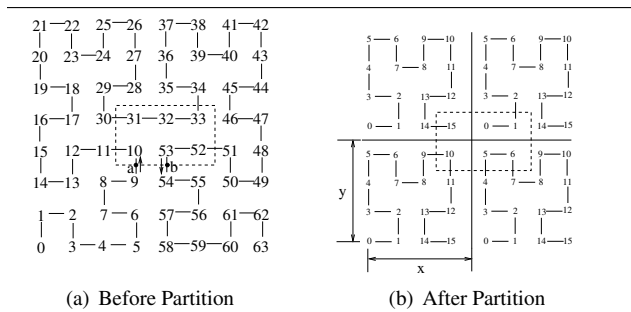 21 22 25 26 37 38 41 42
20 23 24 27 36 39 40 43
19 18 29 28 35 34 45 44
16 17 30 31 32 33 46 47
15 12 11 10 53 52 51 48
a b
14 13 8 9 54 55 50 49
1 2 7 6 57 56 61 62
0 3 4 5 58 59 60 63
(a) Before Partition
5 6 9 10 5 6 9 10
4 7 8 11 4 7 8 11
3 2 13 12 3 2 13 12
0 1 14 15 0 1 14 15
5 6 9 10 5 6 9 10
4 7 8 11 4 7 8 11
y
3 2 13 12 3 2 13 12
0 1 14 15 0 1 14 15
x
(b) After Partition